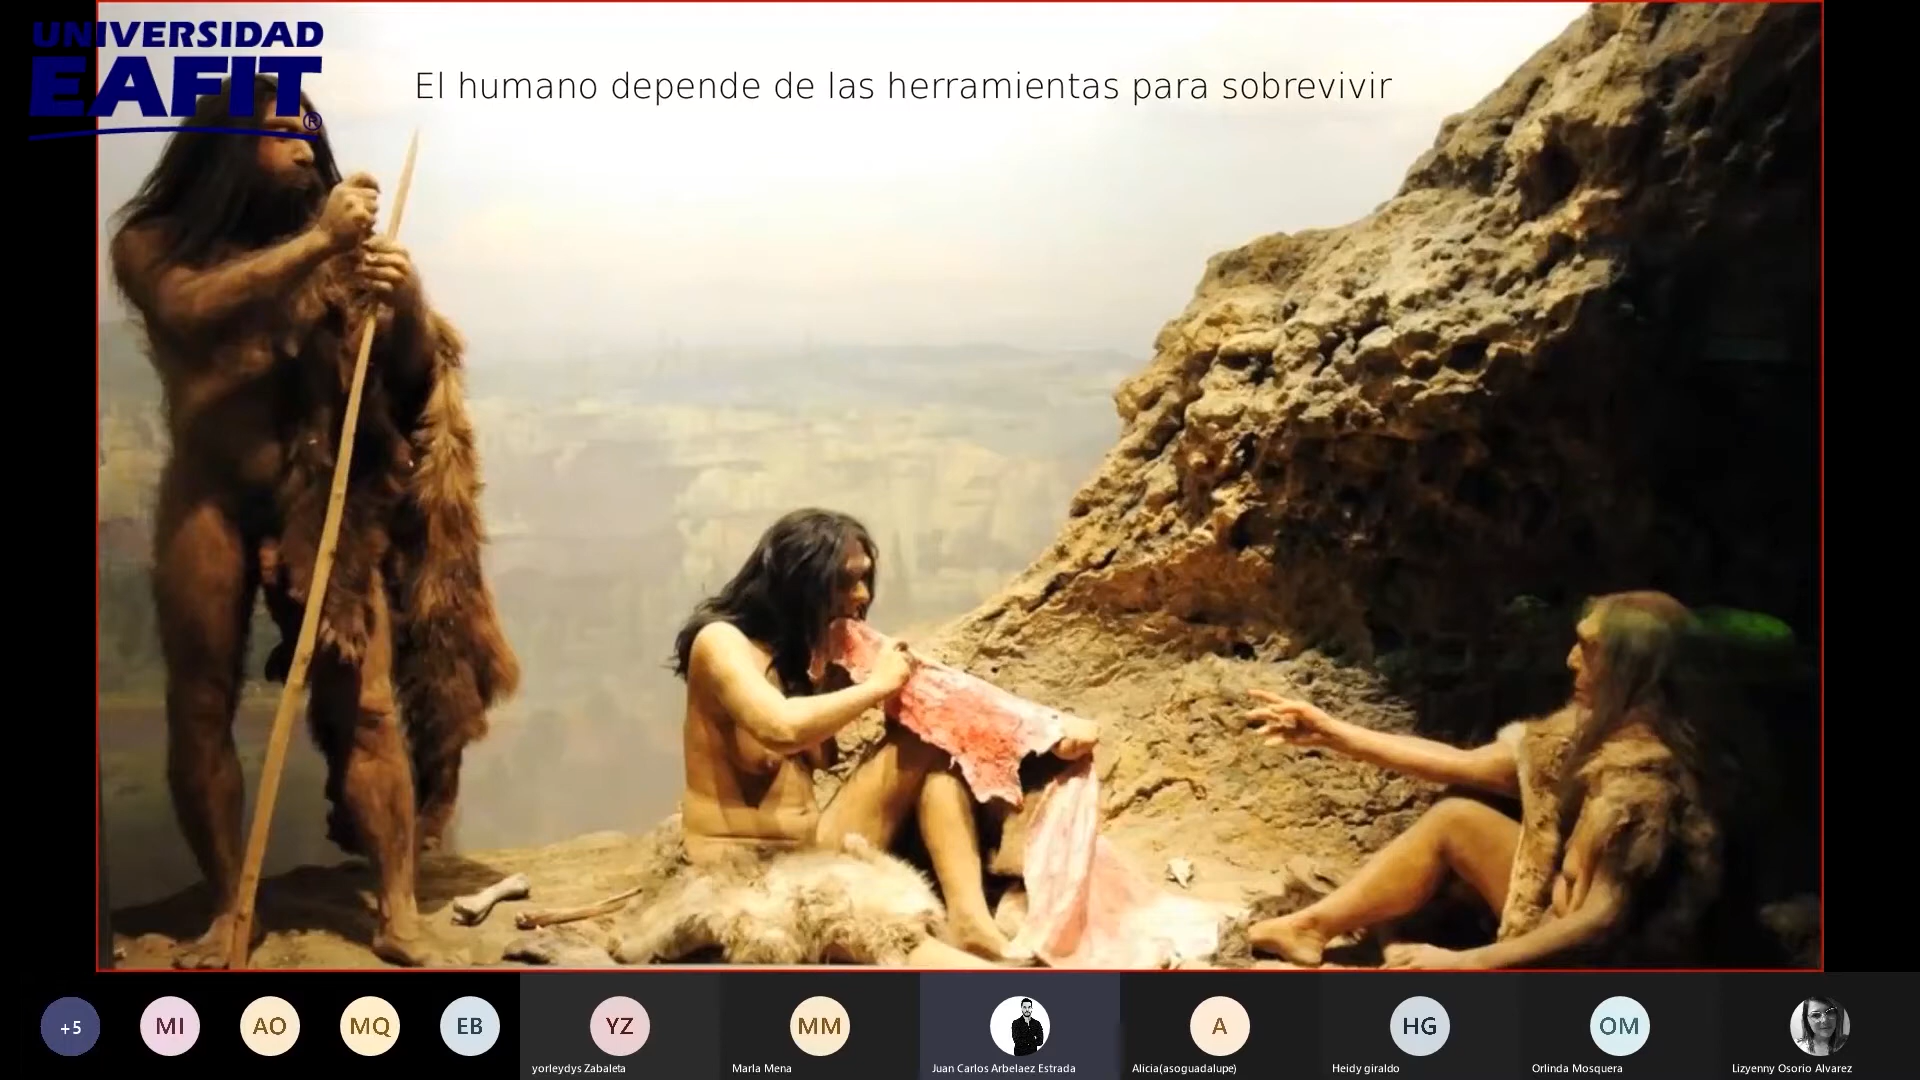 UNIVERSIDAD
EAFIT®
El humano depende de las herramientas para sobrevivir
+5
MI
AO
MQ
EB
YZ
MM
A
HG
OM
yorleydys Zabaleta
Marla Mena
Juan Carlos Arbelaez Estrada
Alicia(asoguadalupe)
Heidy giraldo
Orlinda Mosquera
Lizyenny Osorio Alvarez